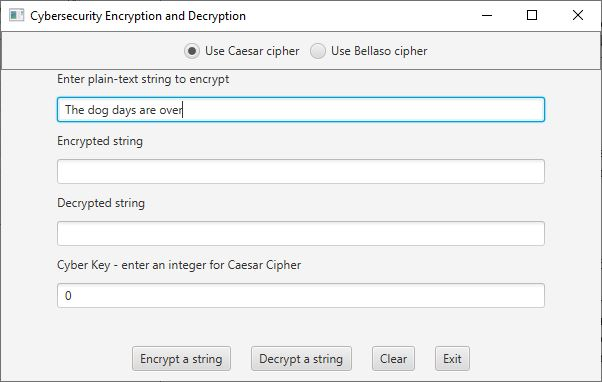 Cybersecurity Encryption and Decryption
Use Caesar cipher Use Bellaso cipher
Enter plain-text string to encrypt
The dog days are over
Encrypted string
Decrypted string
Cyber Key - enter an integer for Caesar Cipher
0
Encrypt a string Decrypt a string Clear Exit